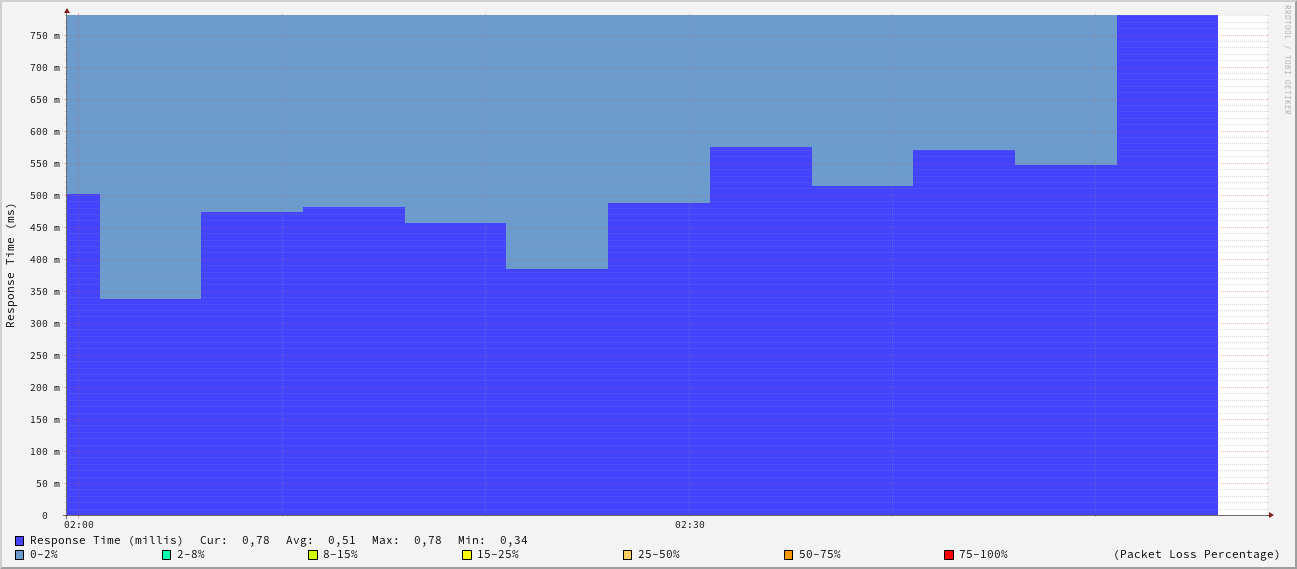 RRDTOOL / TOBI OETIKER
Response Time (ms)
750 m
700 m
650 m
600 m
550 m
500 m
450 m
400 m
350 m
300 m
250 m
200 m
150 m
100 m
50 m
0
02:00 02:30
Response Time (millis) Cur: 0,78 Avg: 0,51 Max: 0,78 Min: 0,34
0-2% 2-8% 8-15% 15-25% 25-50% 50-75% 75-100% (Packet Loss Percentage)